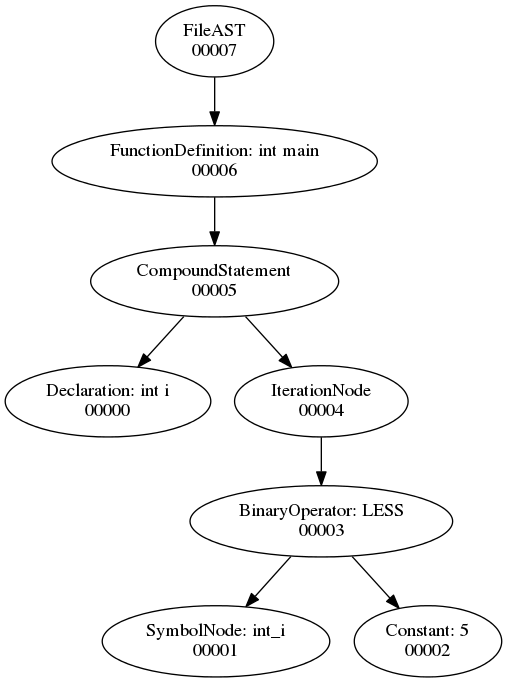 FileAST
00007
FunctionDefinition: int main
00006
CompoundStatement
00005
Declaration: int i
00000
IterationNode
00004
BinaryOperator: LESS
00003
SymbolNode: int_i
00001
Constant: 5
00002